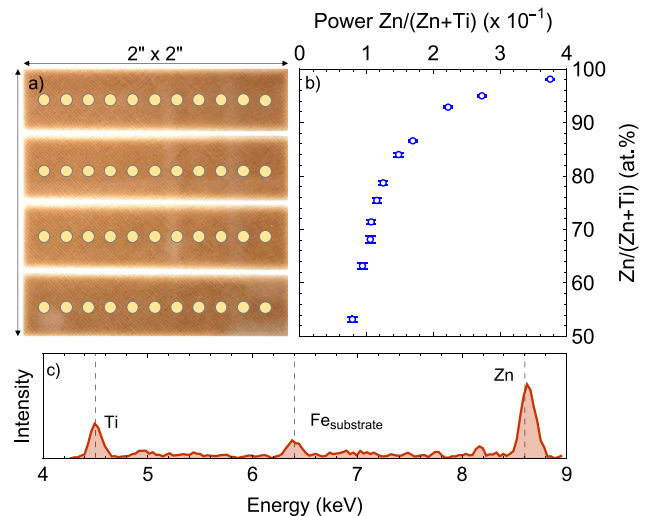 Power Zn/(Zn+Ti) (x 10⁻¹)
2" x 2"
0 1 2 3 4
a)
b)
100
90
80
70
60
50
Zn/(Zn+Ti) (at.%)
c)
Intensity
Ti
Fe_substrate
Zn
4 5 6 7 8 9
Energy (keV)